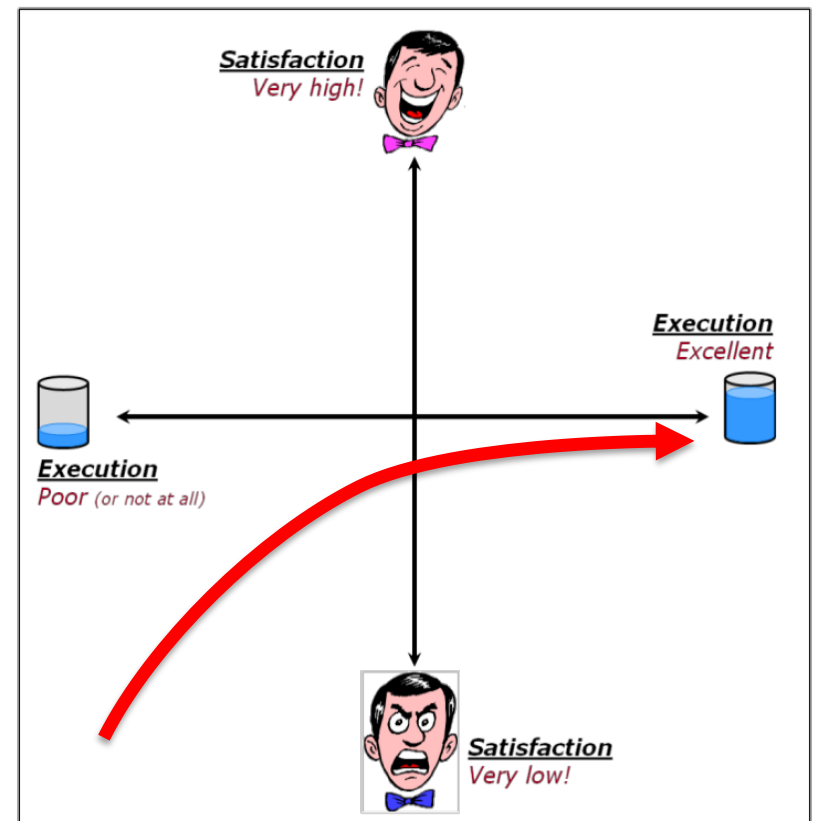 Satisfaction
Very high!
Execution
Excellent
Execution
Poor (or not at all)
Satisfaction
Very low!